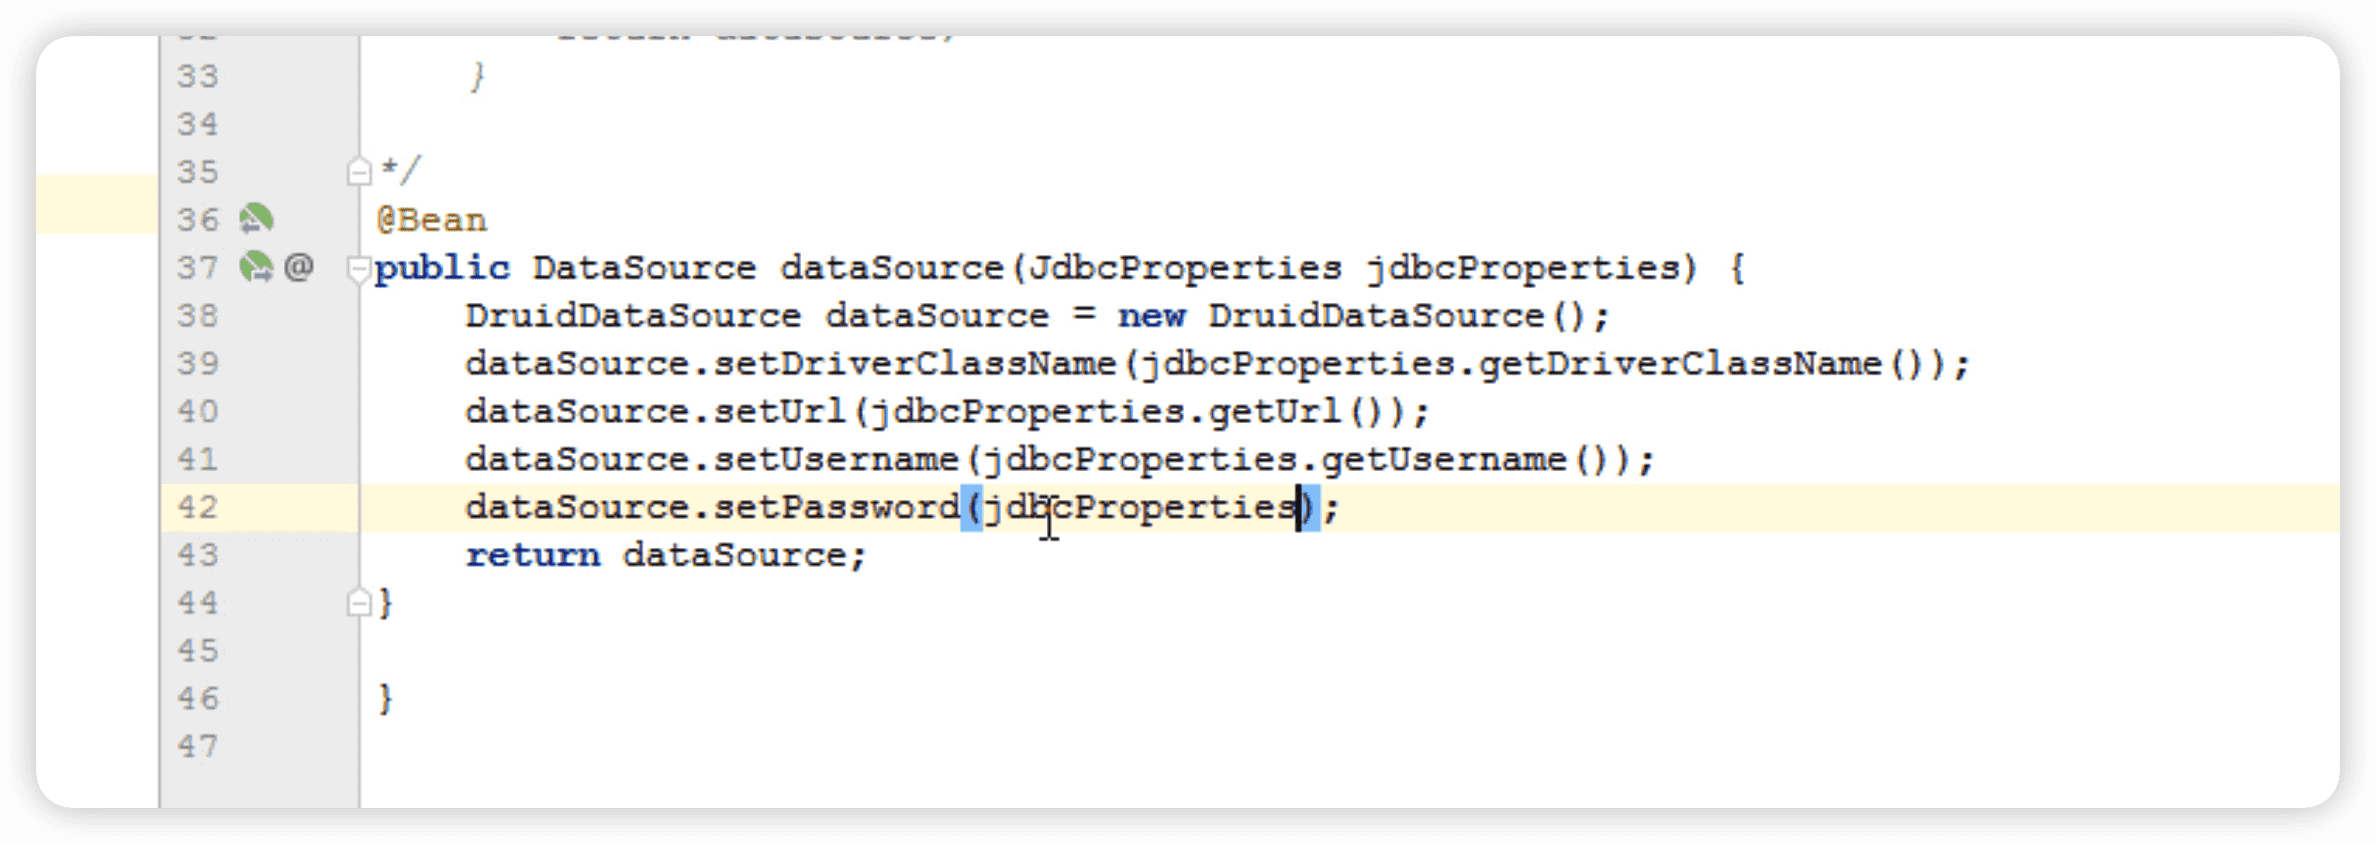 33 }
34
35 */
36 @Bean
37 @ public DataSource dataSource(JdbcProperties jdbcProperties) {
38 DruidDataSource dataSource = new DruidDataSource();
39 dataSource.setDriverClassName(jdbcProperties.getDriverClassName());
40 dataSource.setUrl(jdbcProperties.getUrl());
41 dataSource.setUsername(jdbcProperties.getUsername());
42 dataSource.setPassword(jdbcProperties);
43 return dataSource;
44 }
45
46 }
47